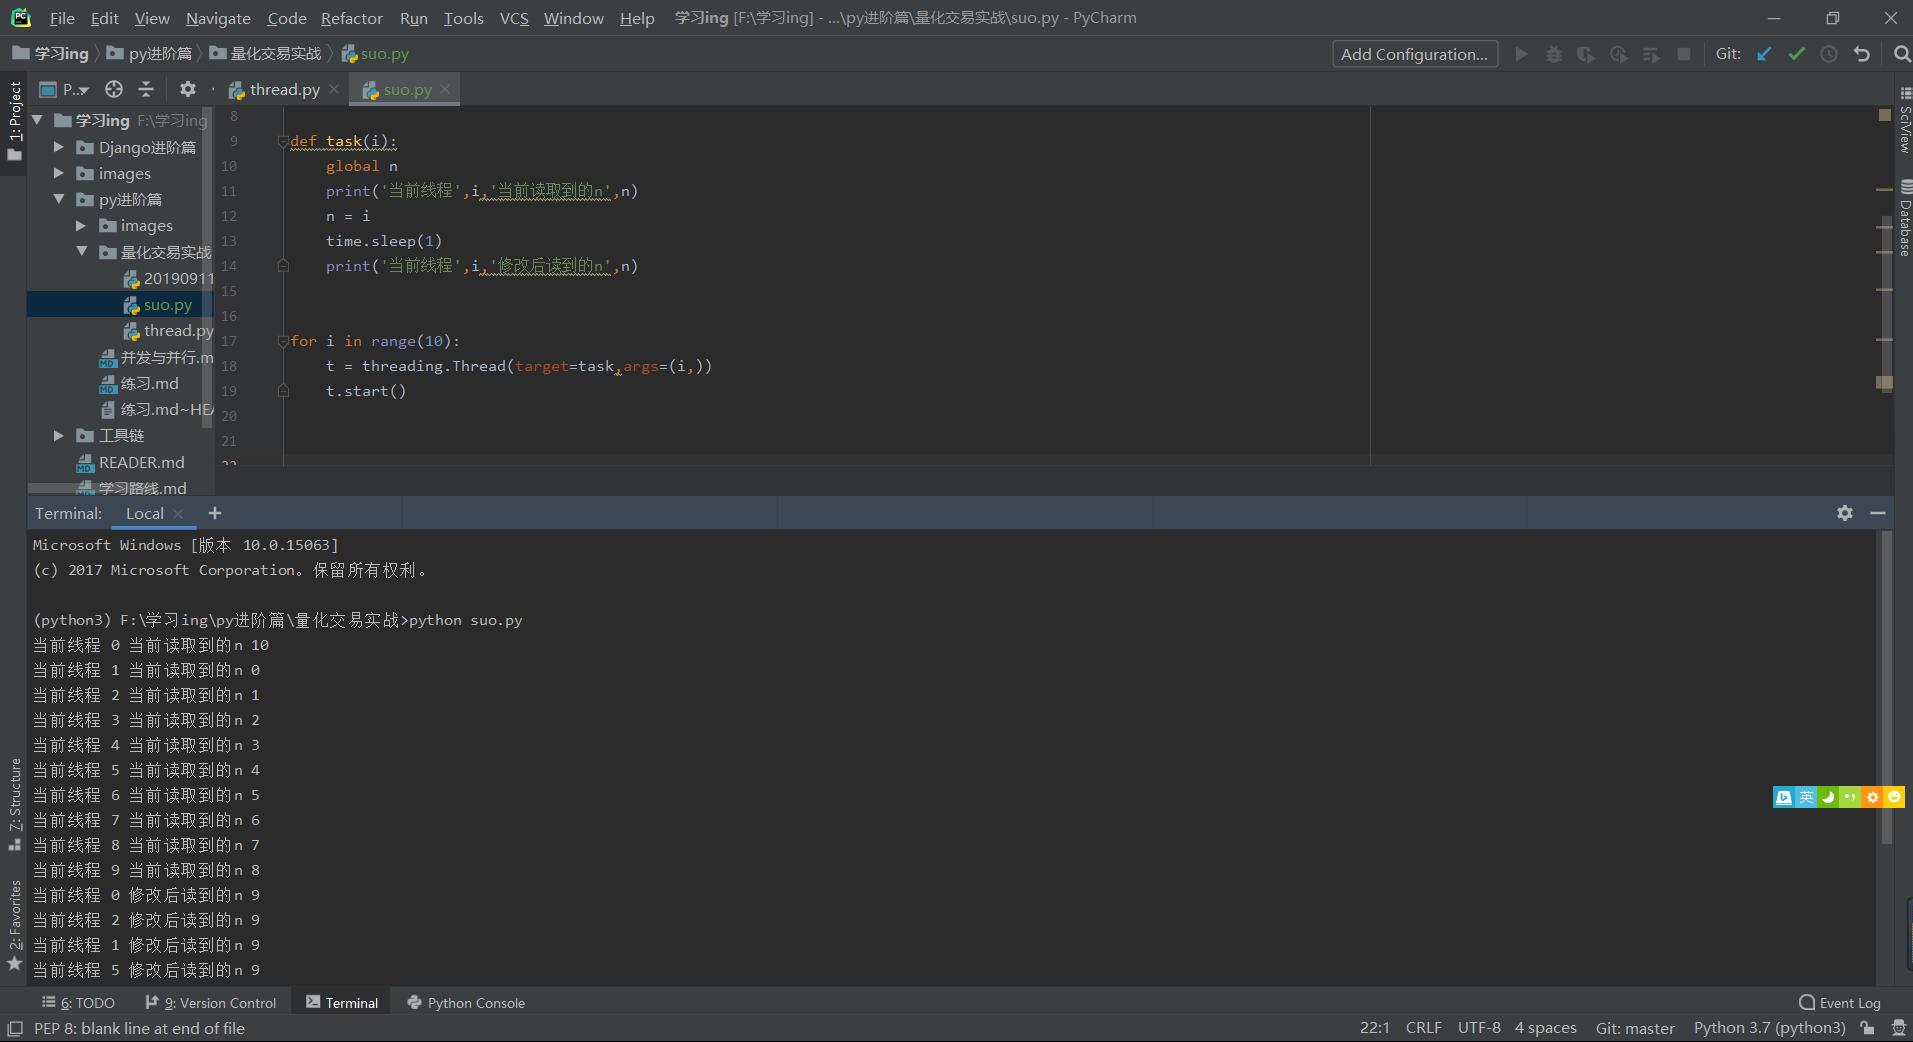 File Edit View Navigate Code Refactor Run Tools VCS Window Help 学习ing [F:\学习ing] - ...\py进阶篇\量化交易实战\suo.py - PyCharm
学习ing py进阶篇 量化交易实战 suo.py Add Configuration... Git:
1: Project
P.. thread.py suo.py
学习ing F:\学习ing
Django进阶篇
images
py进阶篇
images
量化交易实战
20190911
suo.py
thread.py
并发与并行.m
练习.md
练习.md~HEA
工具链
READER.md
学习路线.md
8
9 def task(i):
10 global n
11 print('当前线程',i,'当前读取到的n',n)
12 n = i
13 time.sleep(1)
14 print('当前线程',i,'修改后读到的n',n)
15
16
17 for i in range(10):
18 t = threading.Thread(target=task,args=(i,))
19 t.start()
20
21
22
SciView
Database
Terminal: Local
Microsoft Windows [版本 10.0.15063]
(c) 2017 Microsoft Corporation。保留所有权利。
(python3) F:\学习ing\py进阶篇\量化交易实战>python suo.py
当前线程 0 当前读取到的n 10
当前线程 1 当前读取到的n 0
当前线程 2 当前读取到的n 1
当前线程 3 当前读取到的n 2
当前线程 4 当前读取到的n 3
当前线程 5 当前读取到的n 4
当前线程 6 当前读取到的n 5
当前线程 7 当前读取到的n 6
当前线程 8 当前读取到的n 7
当前线程 9 当前读取到的n 8
当前线程 0 修改后读到的n 9
当前线程 2 修改后读到的n 9
当前线程 1 修改后读到的n 9
当前线程 5 修改后读到的n 9
7: Structure
2: Favorites
英
6: TODO 9: Version Control Terminal Python Console Event Log
PEP 8: blank line at end of file 22:1 CRLF UTF-8 4 spaces Git: master Python 3.7 (python3)